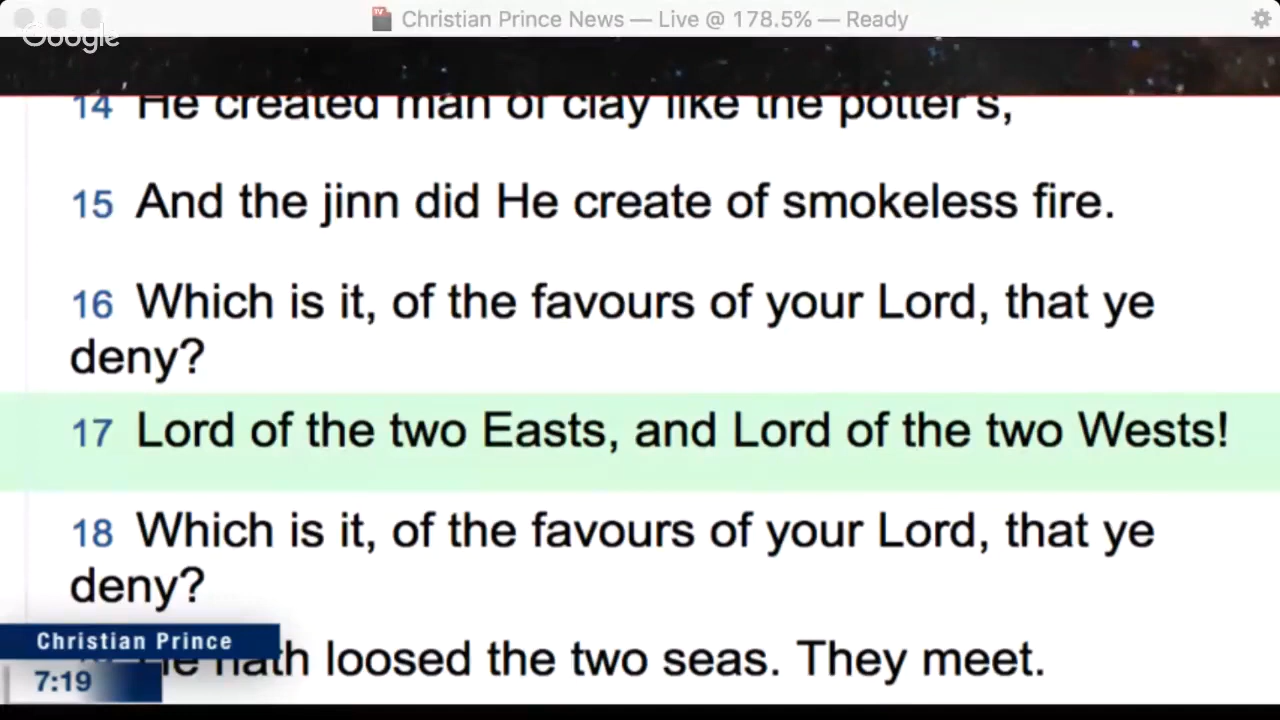 Christian Prince News — Live @ 178.5% — Ready
Google
14 He created man of clay like the potter's,
15 And the jinn did He create of smokeless fire.
16 Which is it, of the favours of your Lord, that ye
deny?
17 Lord of the two Easts, and Lord of the two Wests!
18 Which is it, of the favours of your Lord, that ye
deny?
He hath loosed the two seas. They meet.
Christian Prince
7:19